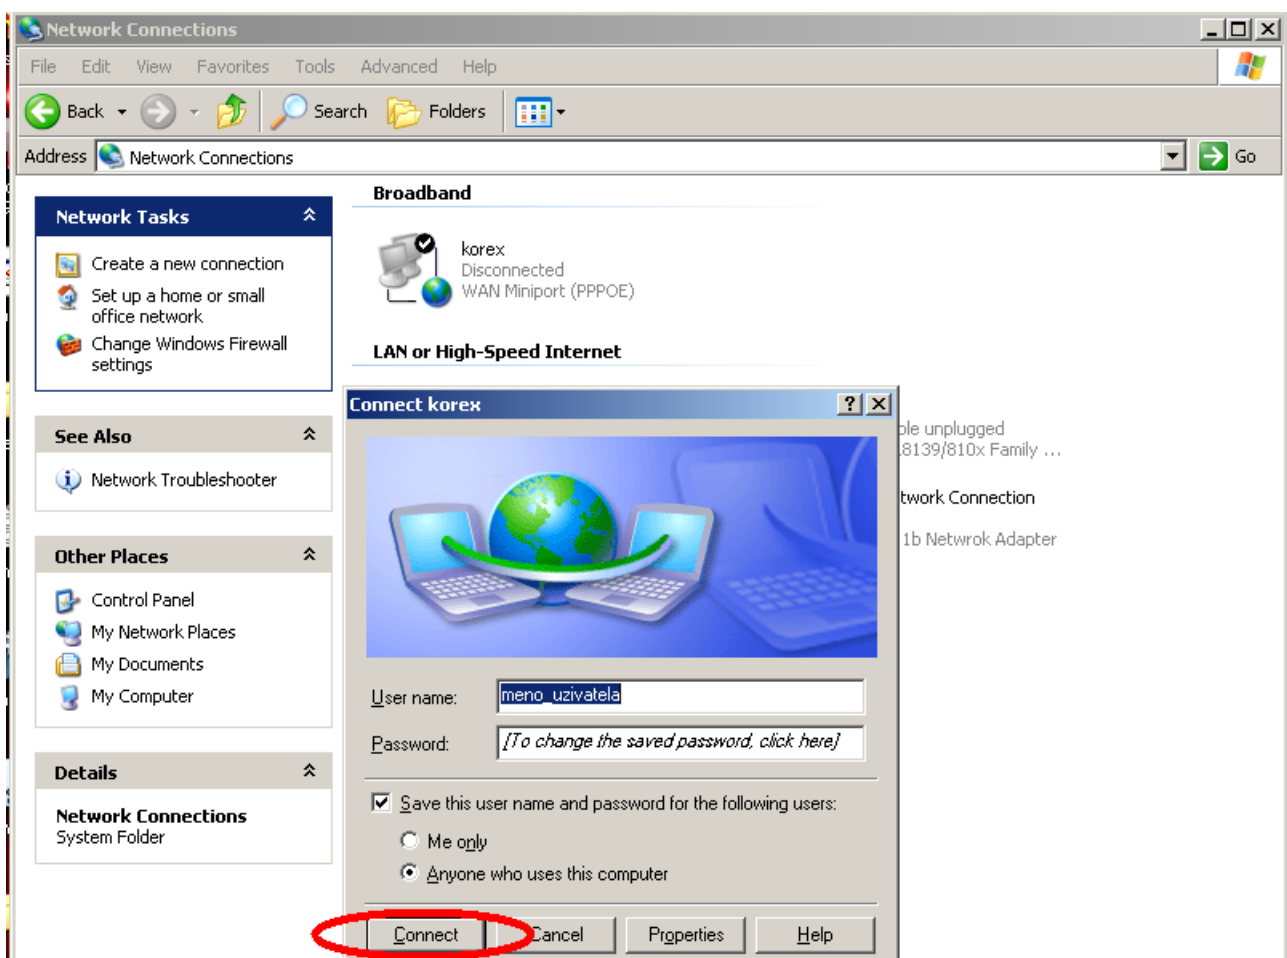 Network Connections
File Edit View Favorites Tools Advanced Help
Back Search Folders
Address Network Connections Go
Network Tasks
Create a new connection
Set up a home or small
office network
Change Windows Firewall
settings
See Also
Network Troubleshooter
Other Places
Control Panel
My Network Places
My Documents
My Computer
Details
Network Connections
System Folder
Broadband
korex
Disconnected
WAN Miniport (PPPOE)
LAN or High-Speed Internet
unplugged
8139/810x Family ...
twork Connection
1b Netwrok Adapter
Connect korex
User name: meno_uzivatela
Password: [To change the saved password, click here]
Save this user name and password for the following users:
Me only
Anyone who uses this computer
Connect Cancel Properties Help